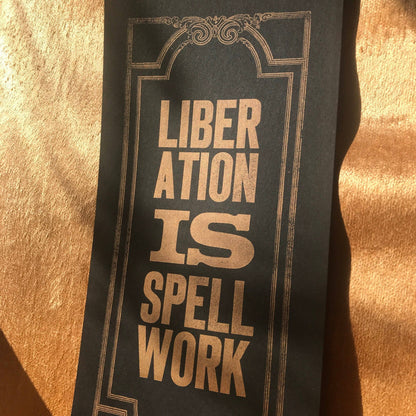 LIBER
ATION
IS
SPELL
WORK